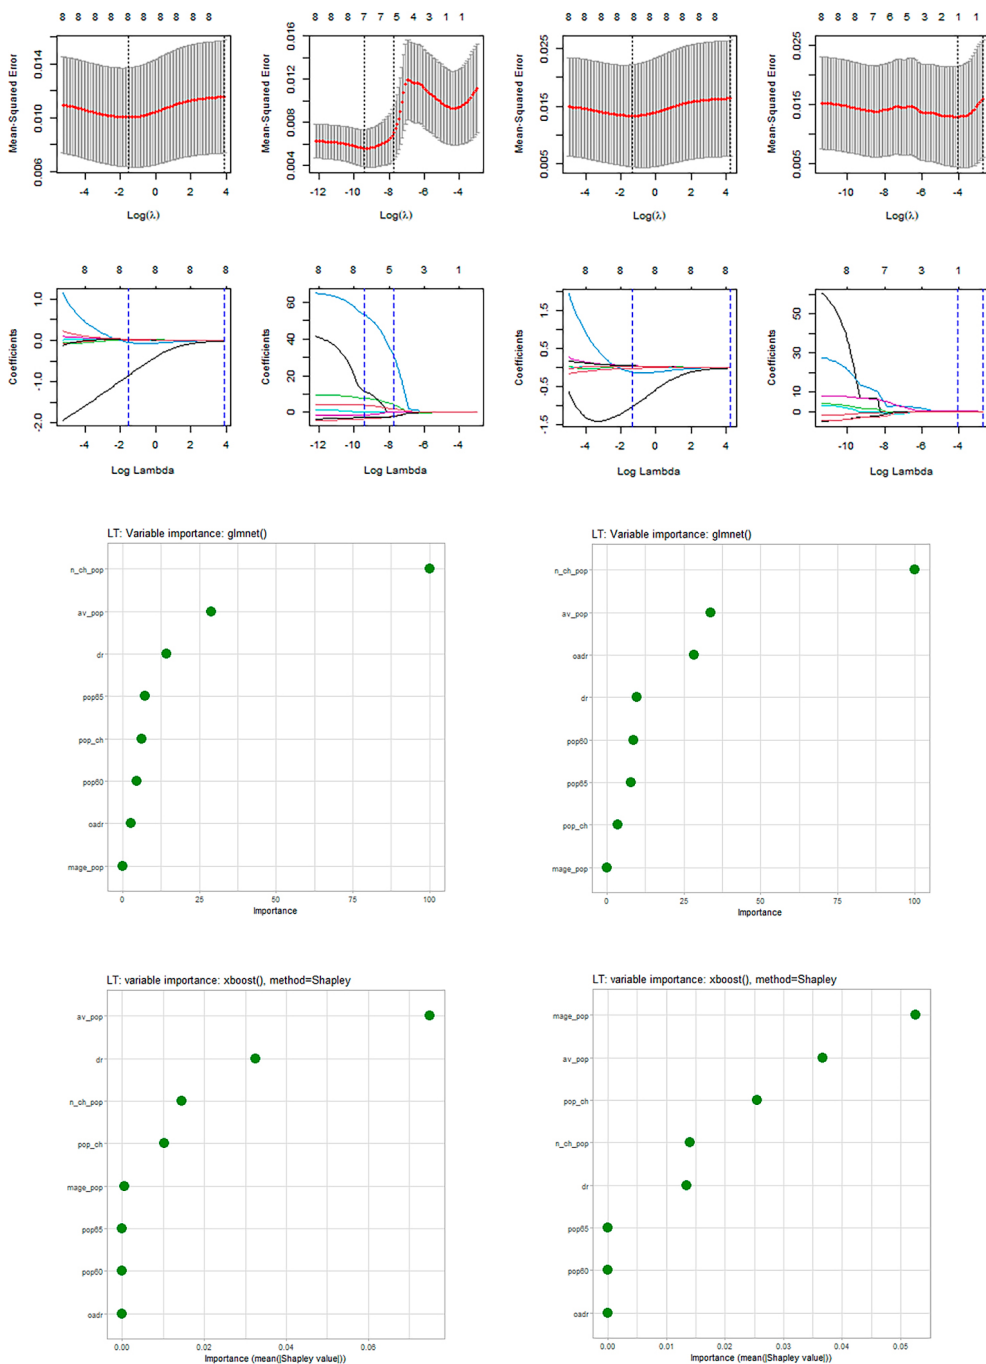 8 8 8 8 8 8 8 8 8
8 8 8 7 7 5 4 3 1 1
8 8 8 8 8 8 8 8 8
8 8 8 7 6 5 3 2 1 1
Mean-Squared Error
0.006 0.010 0.014
-4 -2 0 2 4
Log(λ)
Mean-Squared Error
0.004 0.008 0.012 0.016
-12 -10 -8 -6 -4
Log(λ)
Mean-Squared Error
0.005 0.015 0.025
-4 -2 0 2 4
Log(λ)
Mean-Squared Error
0.005 0.015 0.025
-10 -8 -6 -4
Log(λ)
8 8 8 8 8
8 8 5 3 1
8 8 8 8 8
8 7 3 1
Coefficients
-2.0 -1.0 0.0 1.0
-4 -2 0 2 4
Log Lambda
Coefficients
0 20 40 60
-12 -10 -8 -6 -4
Log Lambda
Coefficients
-1.5 -0.5 0.5 1.5
-4 -2 0 2 4
Log Lambda
Coefficients
0 10 30 50
-10 -8 -6 -4
Log Lambda
LT: Variable importance: glmnet()
n_ch_pop
av_pop
dr
pop65
pop_ch
pop60
oadr
mage_pop
0 25 50 75 100
Importance
LT: Variable importance: glmnet()
n_ch_pop
av_pop
oadr
dr
pop60
pop65
pop_ch
mage_pop
0 25 50 75 100
Importance
LT: variable importance: xboost(), method=Shapley
av_pop
dr
n_ch_pop
pop_ch
mage_pop
pop65
pop60
oadr
0.00 0.02 0.04 0.06
Importance (mean(|Shapley value|))
LT: variable importance: xboost(), method=Shapley
mage_pop
av_pop
pop_ch
n_ch_pop
dr
pop65
pop60
oadr
0.00 0.01 0.02 0.03 0.04 0.05
Importance (mean(|Shapley value|))